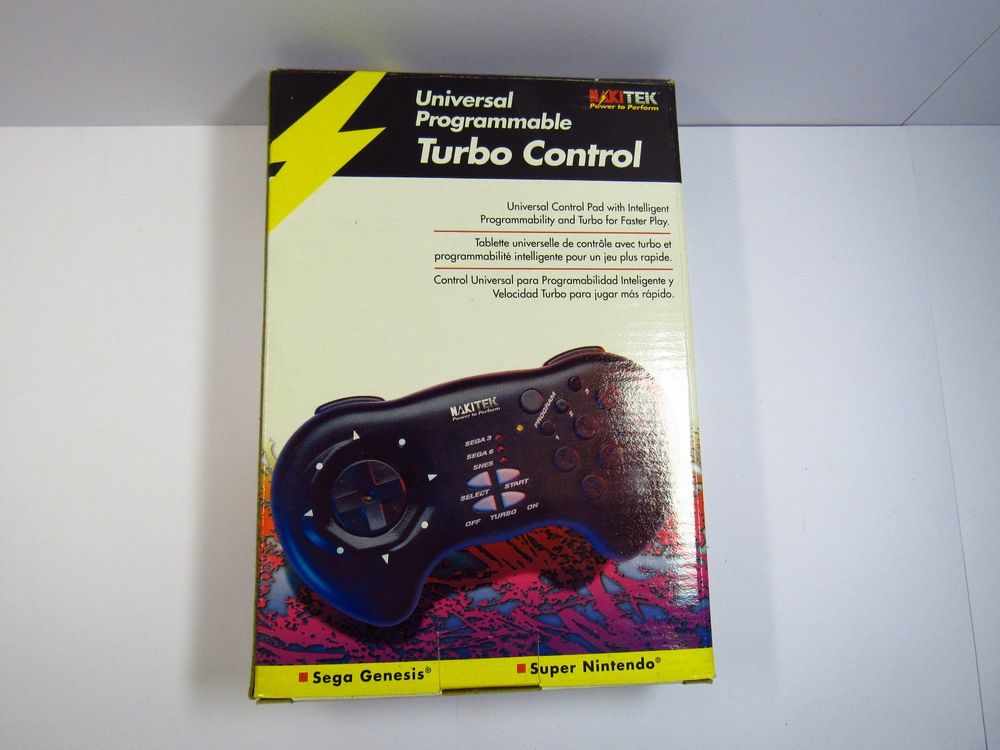 Universal
Programmable
Turbo Control
NAKITEK
Power to Perform
Universal Control Pad with Intelligent
Programmability and Turbo for Faster Play.
Tablette universelle de contrôle avec turbo et
programmabilité intelligente pour un jeu plus rapide.
Control Universal para Programabilidad Inteligente y
Velocidad Turbo para jugar más rápido.
NAKITEK
Power to Perform
PROGRAM
SEGA 3
SEGA 6
SNES
SELECT START
OFF TURBO ON
Sega Genesis®
Super Nintendo®